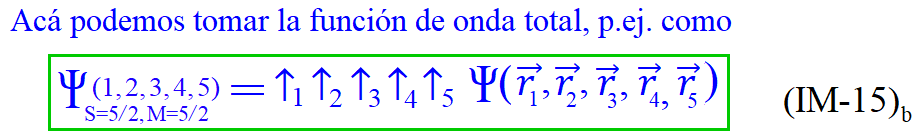 Acá podemos tomar la función de onda total, p.ej. como
Ψ(1,2,3,4,5) S=5/2, M=5/2 = ↑₁↑₂↑₃↑₄↑₅ Ψ(r⃗₁,r⃗₂,r⃗₃,r⃗₄,r⃗₅)
(IM-15)b